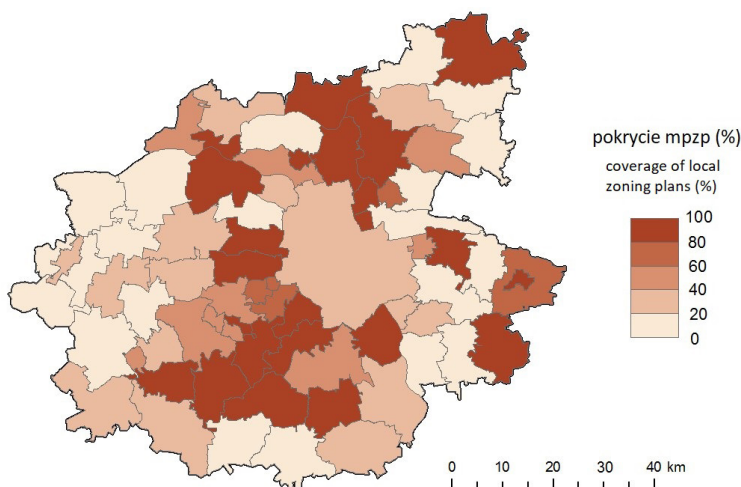 pokrycie mpzp (%)
coverage of local
zoning plans (%)
100
80
60
40
20
0
0 10 20 30 40 km